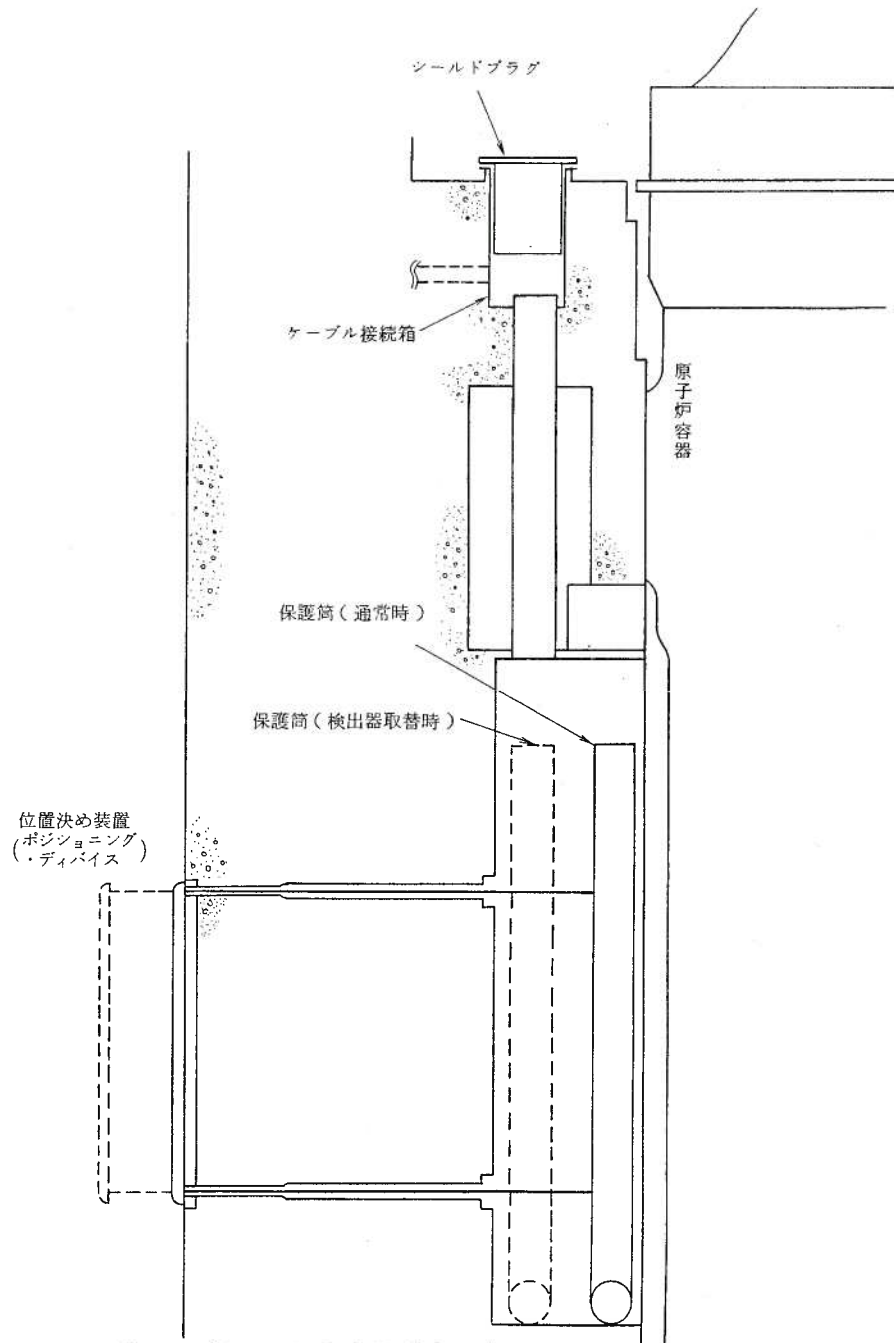 シールドプラグ
ケーブル接続箱
原子炉容器
保護筒（通常時）
保護筒（検出器取替時）
位置決め装置
（ポジショニング
・ディバイス）